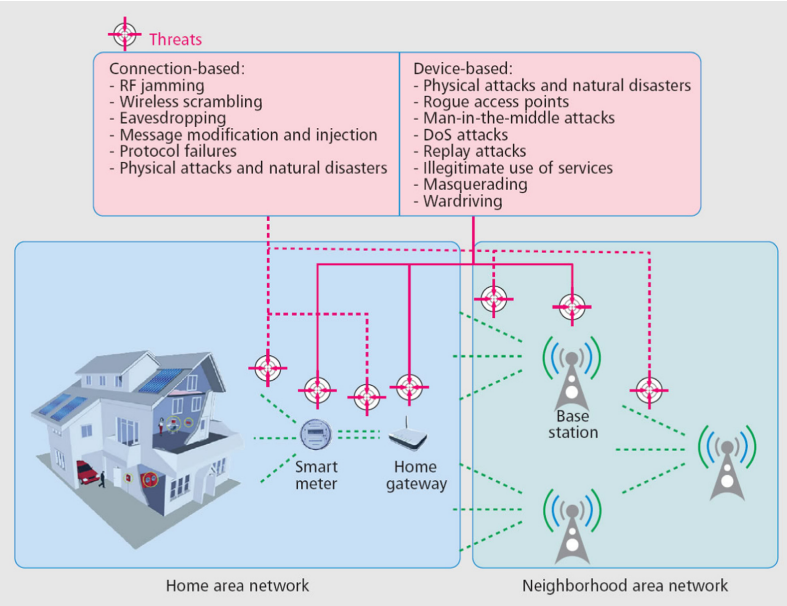 Threats
Connection-based:
- RF jamming
- Wireless scrambling
- Eavesdropping
- Message modification and injection
- Protocol failures
- Physical attacks and natural disasters
Device-based:
- Physical attacks and natural disasters
- Rogue access points
- Man-in-the-middle attacks
- DoS attacks
- Replay attacks
- Illegitimate use of services
- Masquerading
- Wardriving
Smart
meter
Home
gateway
Base
station
Home area network
Neighborhood area network